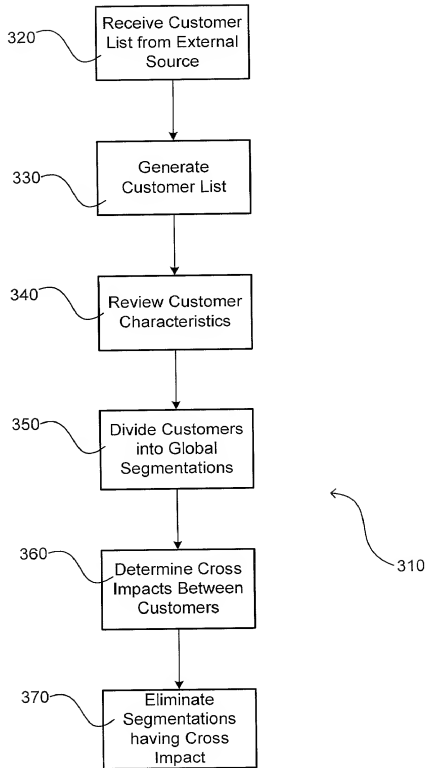 320
Receive Customer
List from External
Source
330
Generate
Customer List
340
Review Customer
Characteristics
350
Divide Customers
into Global
Segmentations
310
360
Determine Cross
Impacts Between
Customers
370
Eliminate
Segmentations
having Cross
Impact